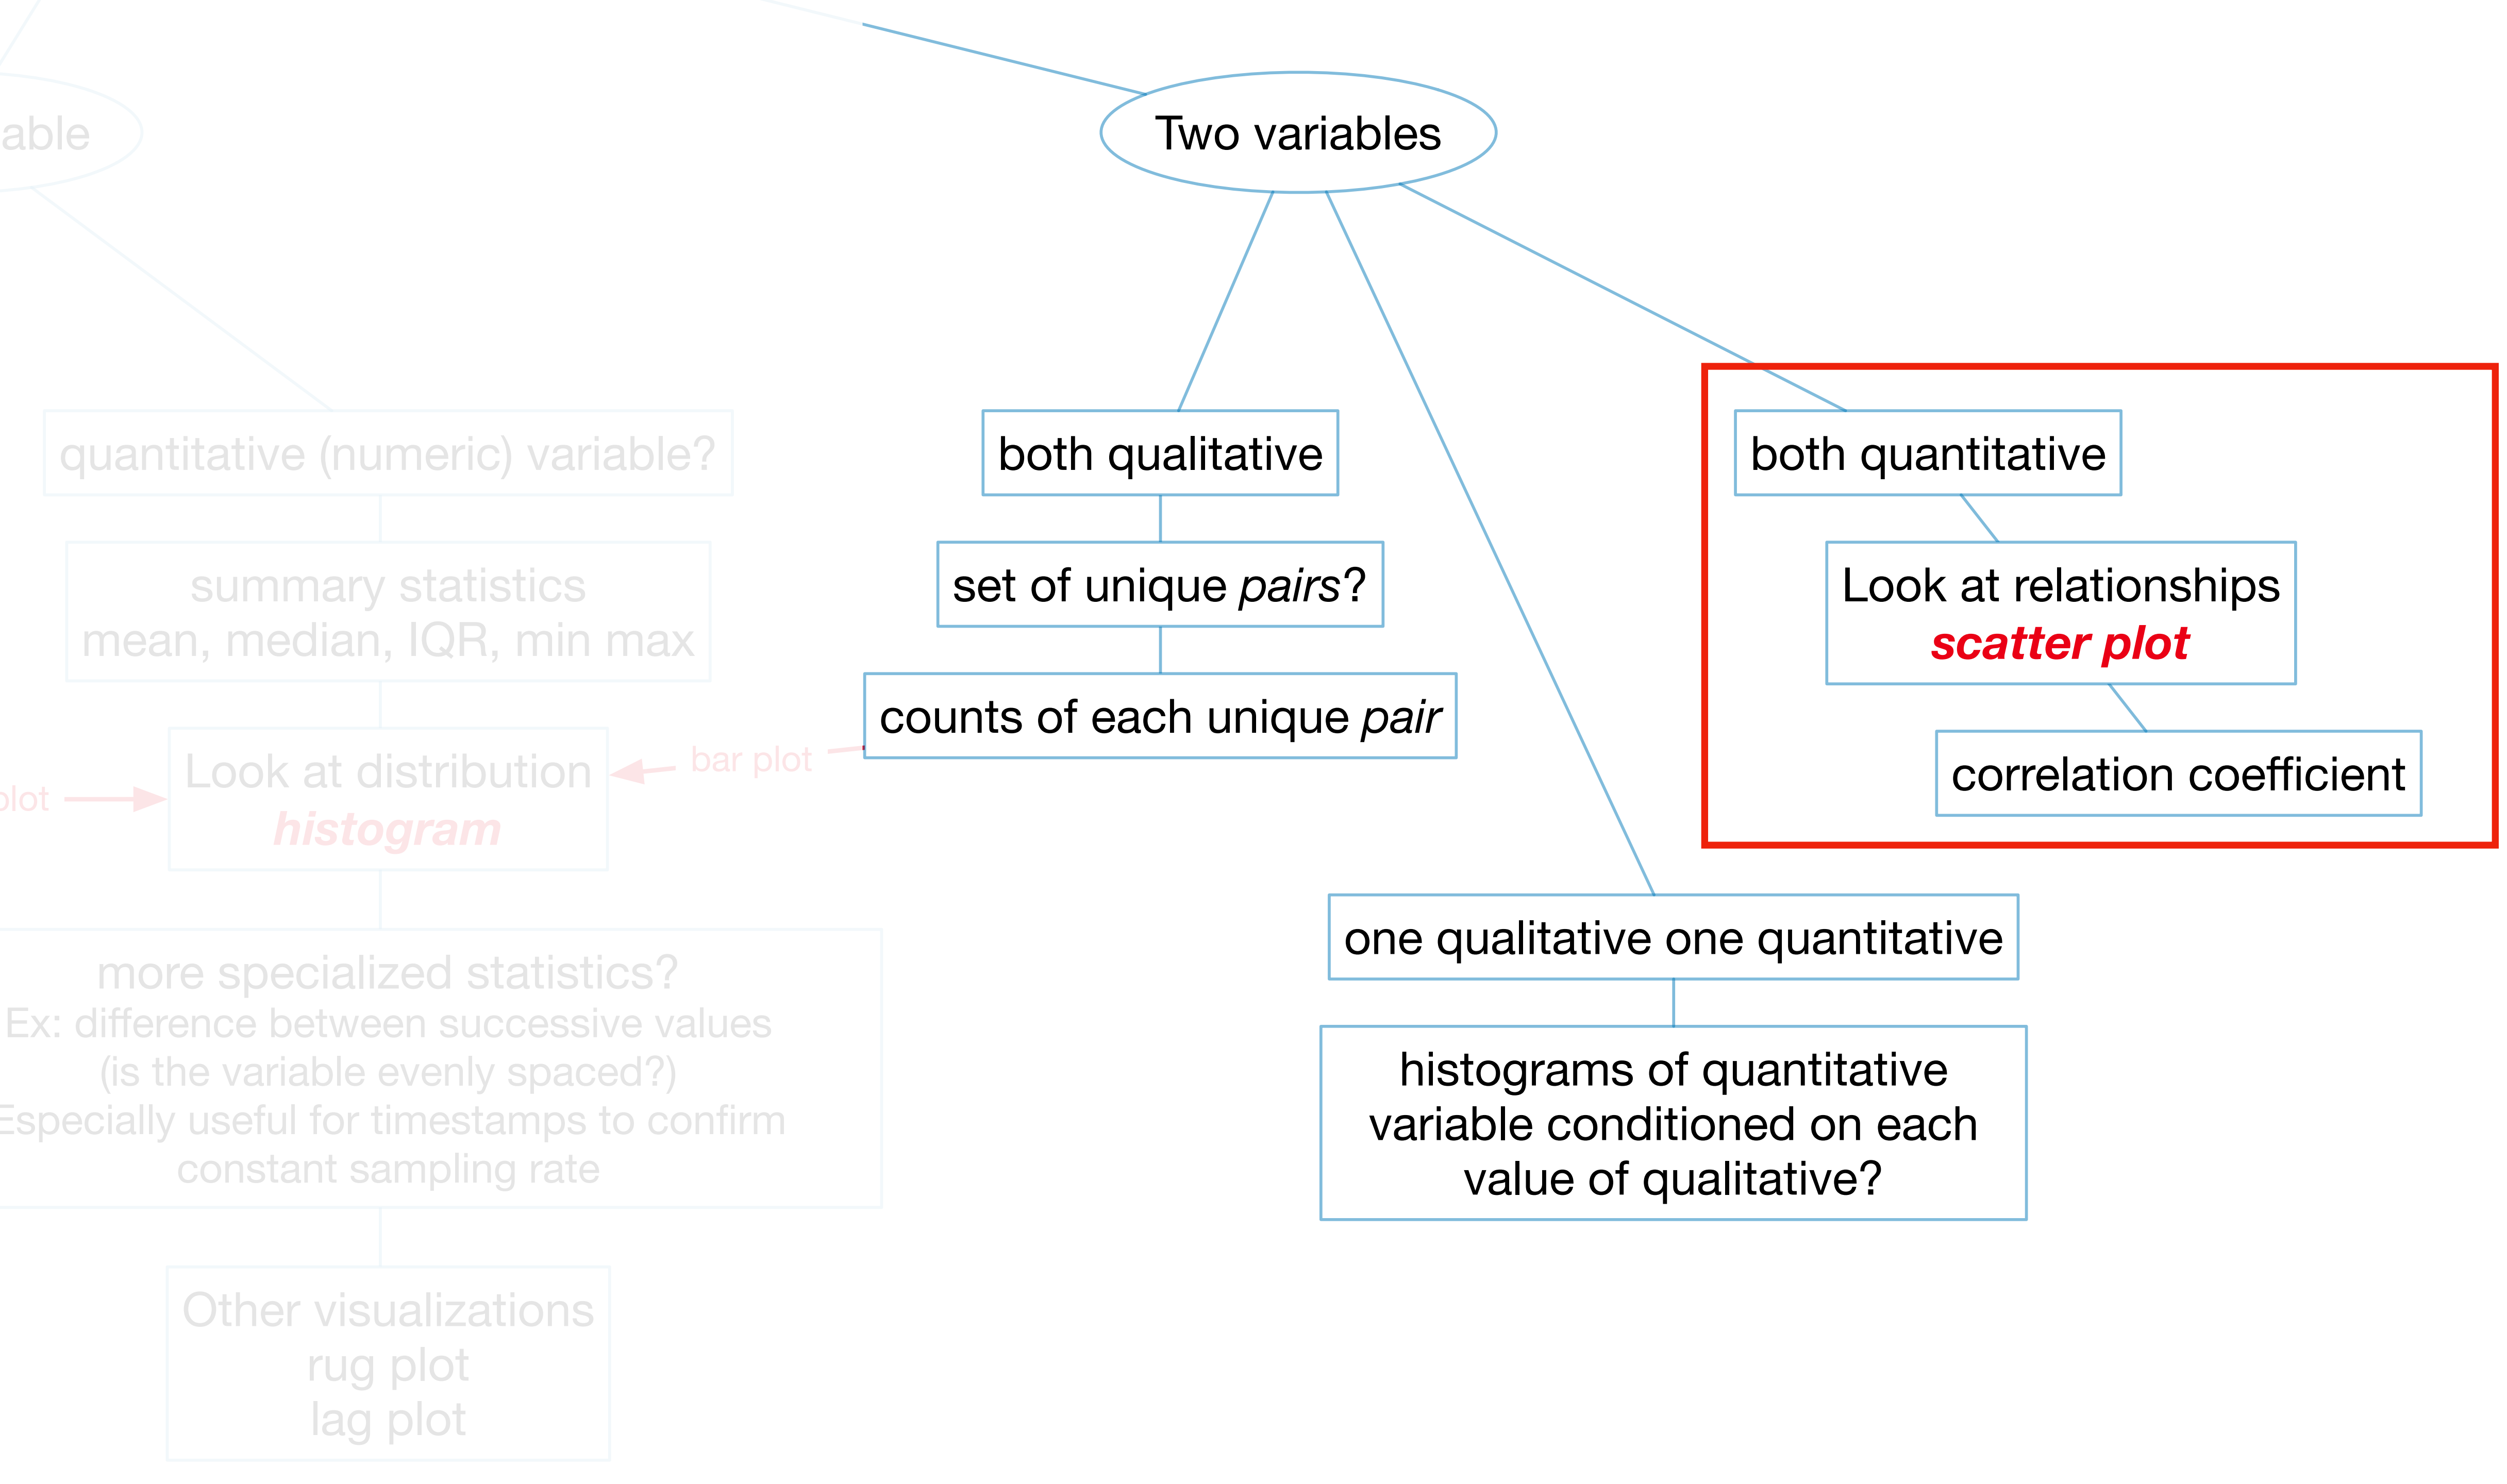 able
Two variables
quantitative (numeric) variable?
summary statistics
mean, median, IQR, min max
plot
Look at distribution
histogram
bar plot
more specialized statistics?
Ex: difference between successive values
(is the variable evenly spaced?)
Especially useful for timestamps to confirm
constant sampling rate
Other visualizations
rug plot
lag plot
both qualitative
set of unique pairs?
counts of each unique pair
both quantitative
Look at relationships
scatter plot
correlation coefficient
one qualitative one quantitative
histograms of quantitative
variable conditioned on each
value of qualitative?